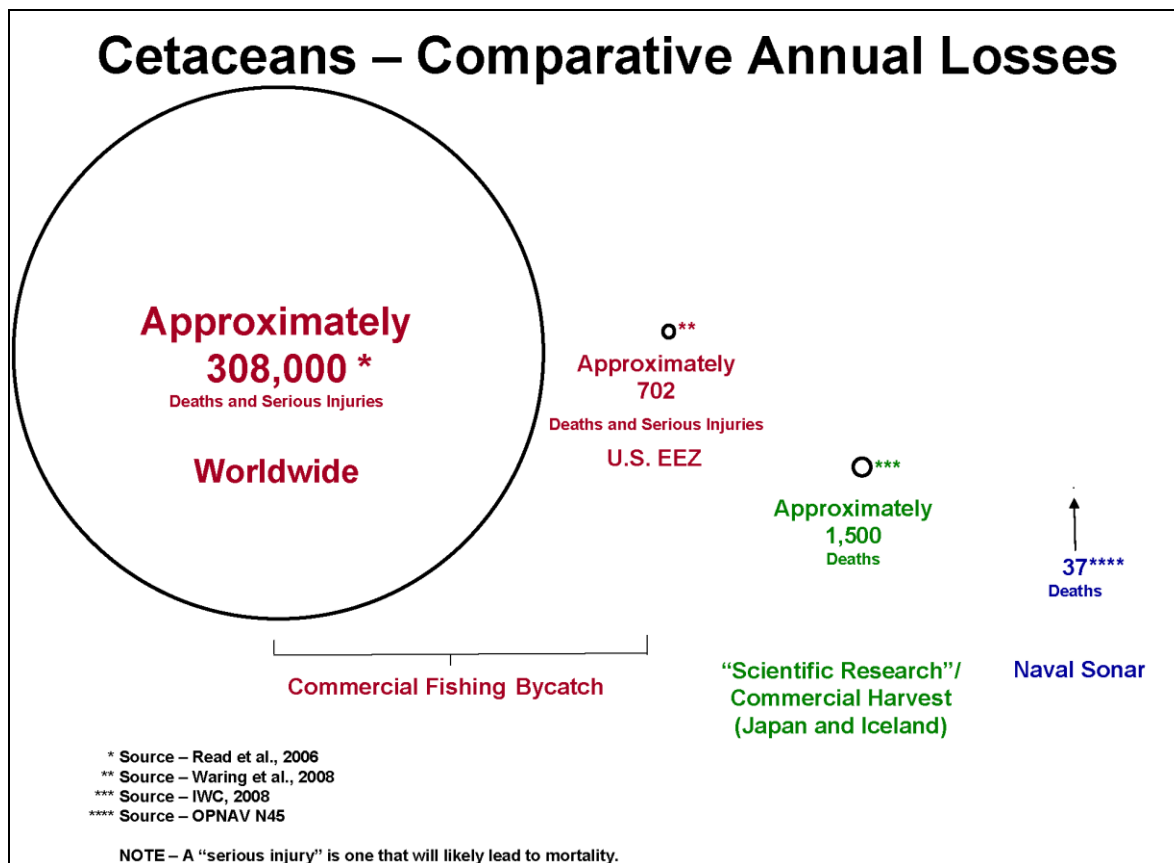 Cetaceans – Comparative Annual Losses
Approximately
308,000 *
Deaths and Serious Injuries
Worldwide
**
Approximately
702
Deaths and Serious Injuries
U.S. EEZ
***
Approximately
1,500
Deaths
37****
Deaths
Commercial Fishing Bycatch
“Scientific Research”/
Commercial Harvest
(Japan and Iceland)
Naval Sonar
* Source – Read et al., 2006
** Source – Waring et al., 2008
*** Source – IWC, 2008
**** Source – OPNAV N45
NOTE – A “serious injury” is one that will likely lead to mortality.